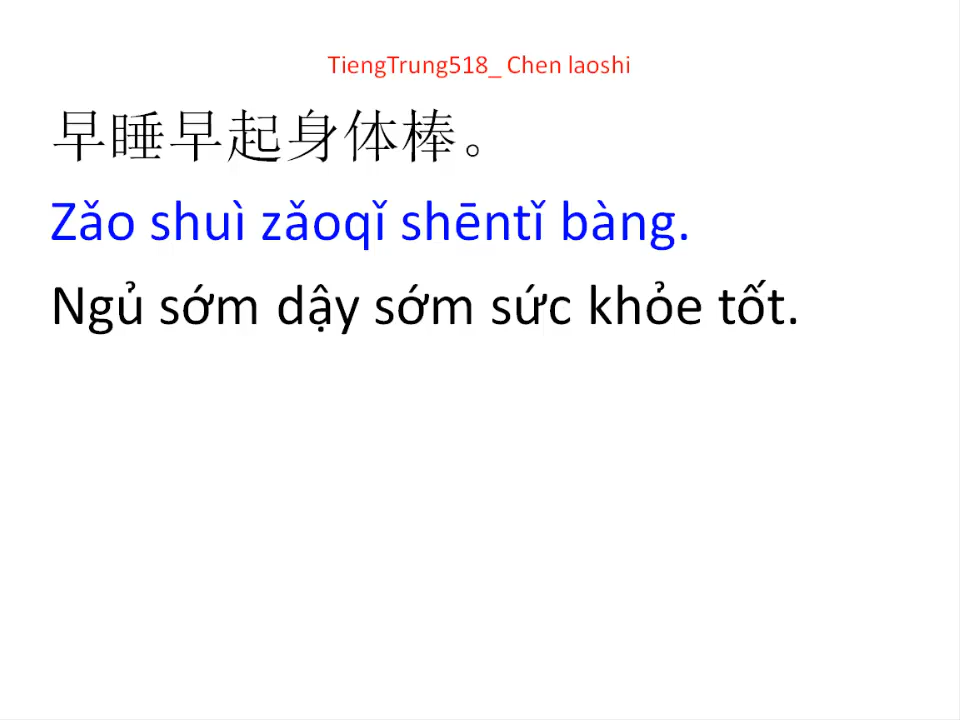 TiengTrung518_ Chen laoshi
早睡早起身体棒。
Zǎo shuì zǎoqǐ shēntǐ bàng.
Ngủ sớm dậy sớm sức khỏe tốt.